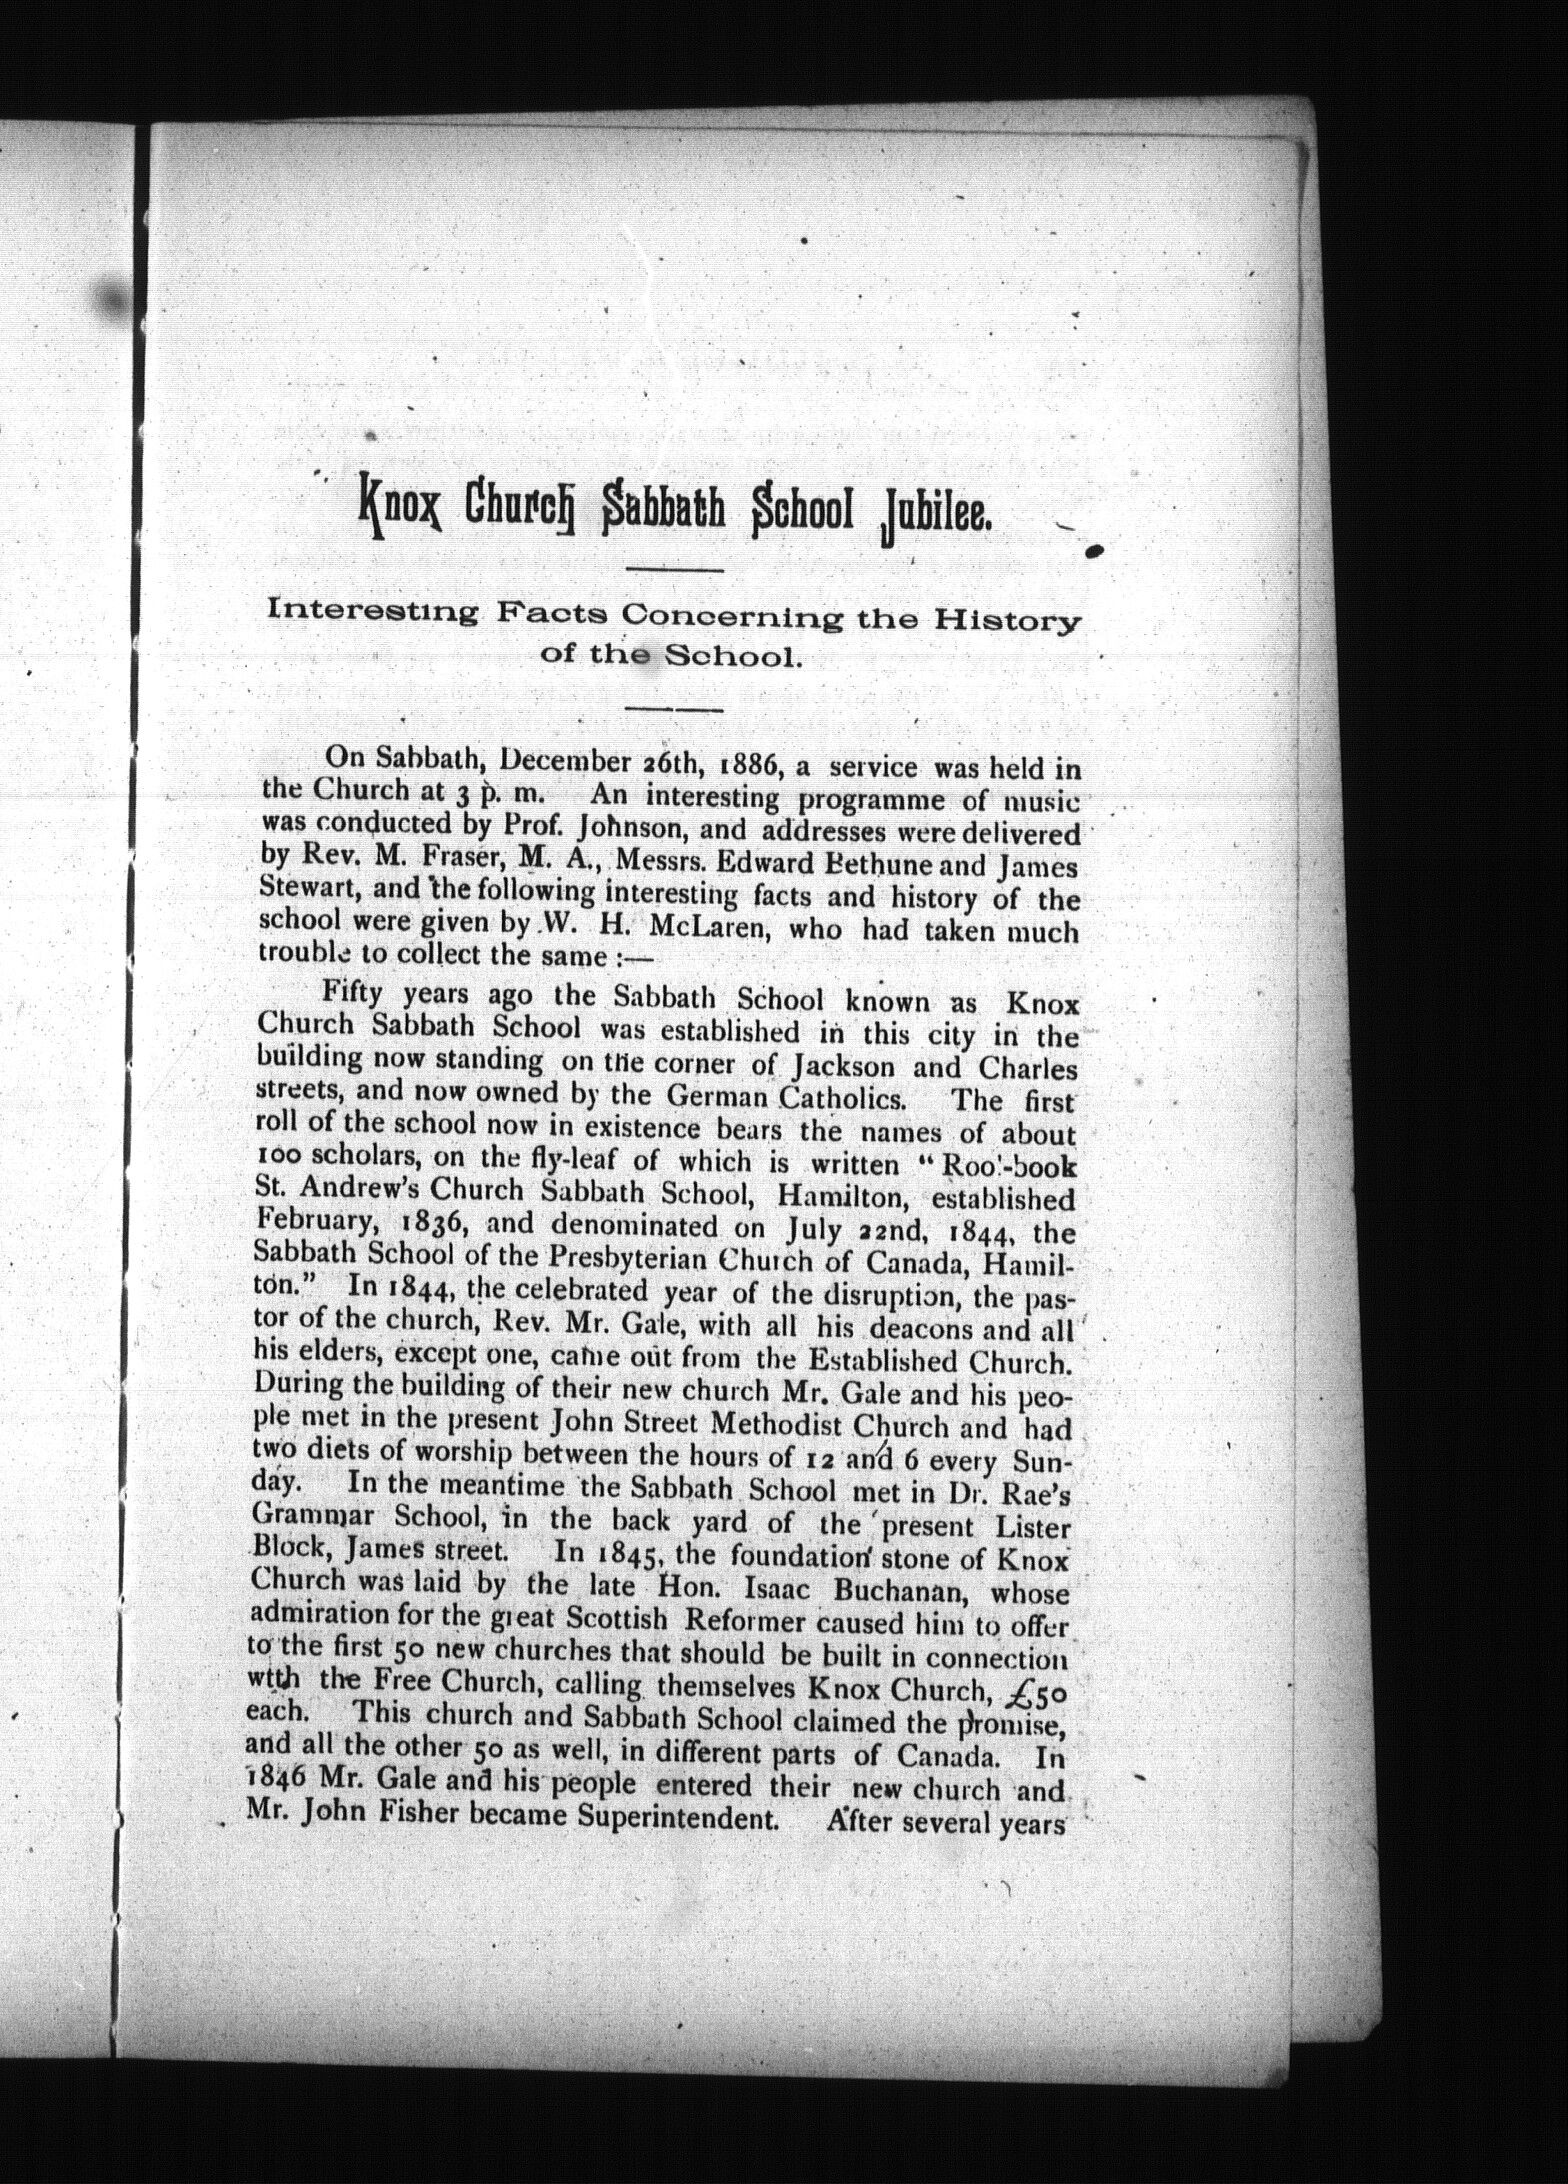 Knox Church Sabbath School Jubilee.
Interesting Facts Concerning the History
of the School.
On Sabbath, December 26th, 1886, a service was held in
the Church at 3 p. m. An interesting programme of music
was conducted by Prof. Johnson, and addresses were delivered
by Rev. M. Fraser, M. A., Messrs. Edward Bethune and James
Stewart, and the following interesting facts and history of the
school were given by W. H. McLaren, who had taken much
trouble to collect the same :—
Fifty years ago the Sabbath School known as Knox
Church Sabbath School was established in this city in the
building now standing on the corner of Jackson and Charles
streets, and now owned by the German Catholics. The first
roll of the school now in existence bears the names of about
100 scholars, on the fly-leaf of which is written “ Rool-book
St. Andrew's Church Sabbath School, Hamilton, established
February, 1836, and denominated on July 22nd, 1844, the
Sabbath School of the Presbyterian Church of Canada, Hamil-
ton.” In 1844, the celebrated year of the disruption, the pas-
tor of the church, Rev. Mr. Gale, with all his deacons and all
his elders, except one, came out from the Established Church.
During the building of their new church Mr. Gale and his peo-
ple met in the present John Street Methodist Church and had
two diets of worship between the hours of 12 and 6 every Sun-
day. In the meantime the Sabbath School met in Dr. Rae's
Grammar School, in the back yard of the present Lister
Block, James street. In 1845, the foundation stone of Knox
Church was laid by the late Hon. Isaac Buchanan, whose
admiration for the great Scottish Reformer caused him to offer
to the first 50 new churches that should be built in connection
with the Free Church, calling themselves Knox Church, £50
each. This church and Sabbath School claimed the promise,
and all the other 50 as well, in different parts of Canada. In
1846 Mr. Gale and his people entered their new church and
Mr. John Fisher became Superintendent. After several years